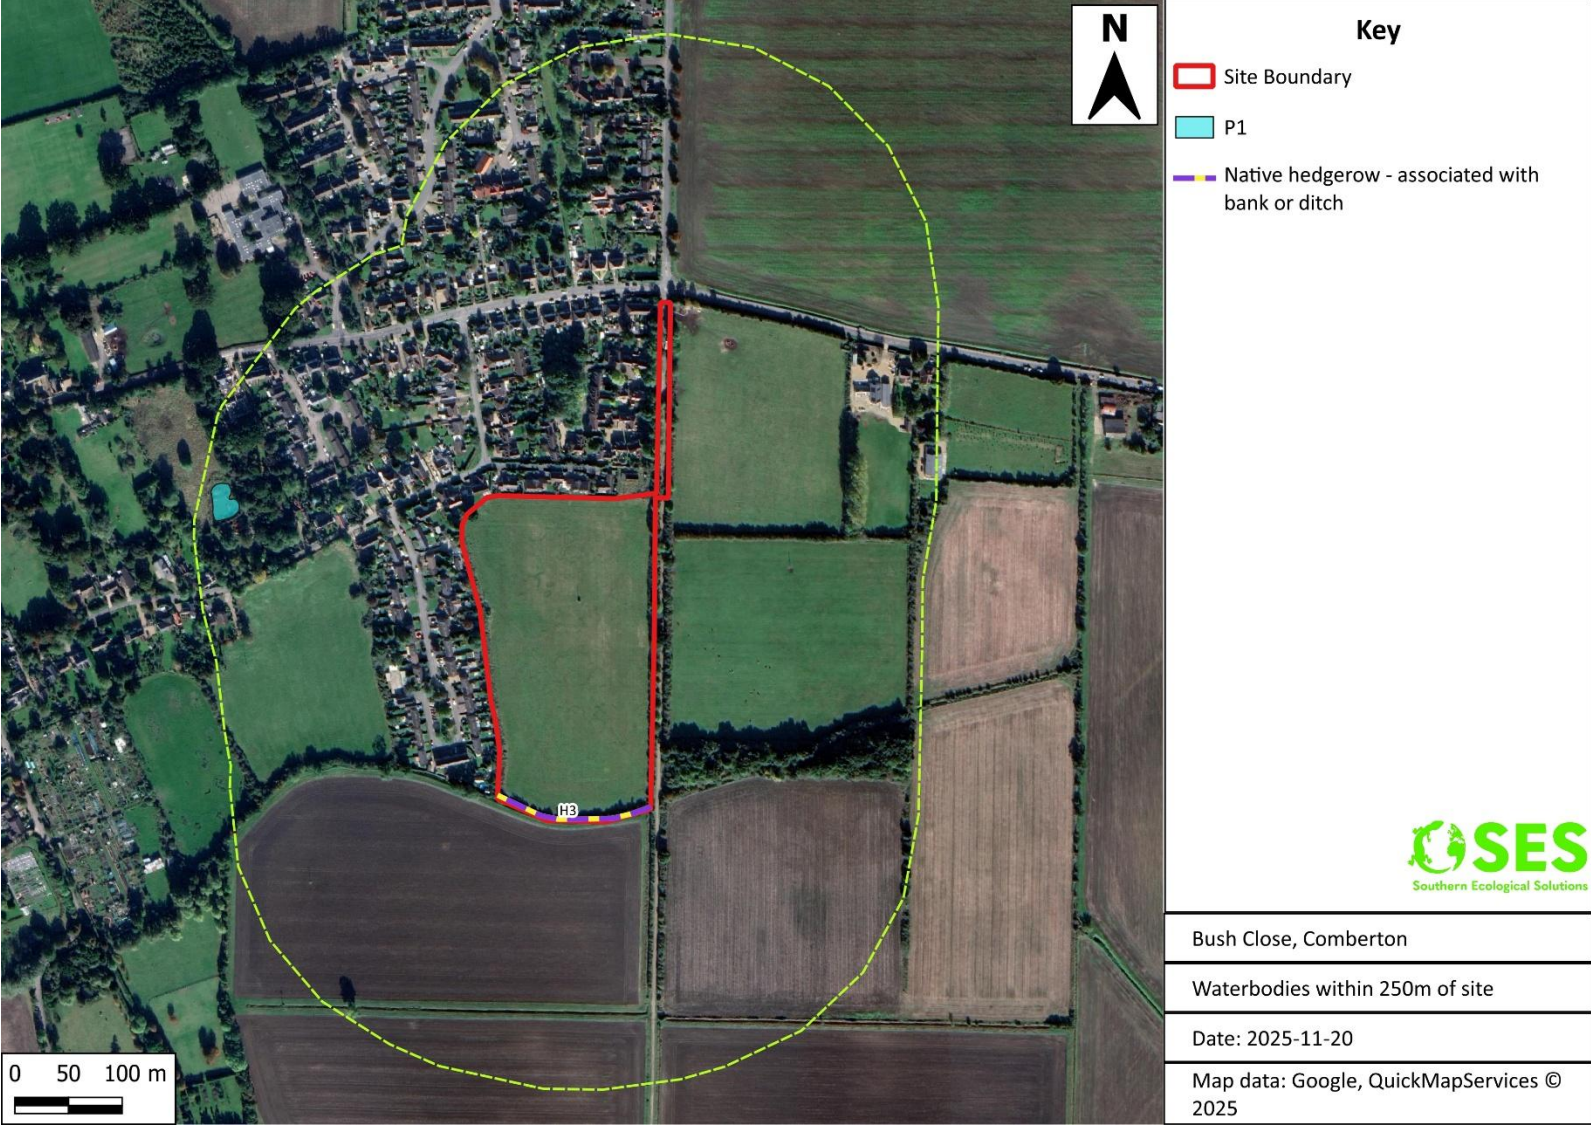 N
Key
Site Boundary
P1
Native hedgerow - associated with
bank or ditch
H3
0 50 100 m
SES
Southern Ecological Solutions
Bush Close, Comberton
Waterbodies within 250m of site
Date: 2025-11-20
Map data: Google, QuickMapServices ©
2025